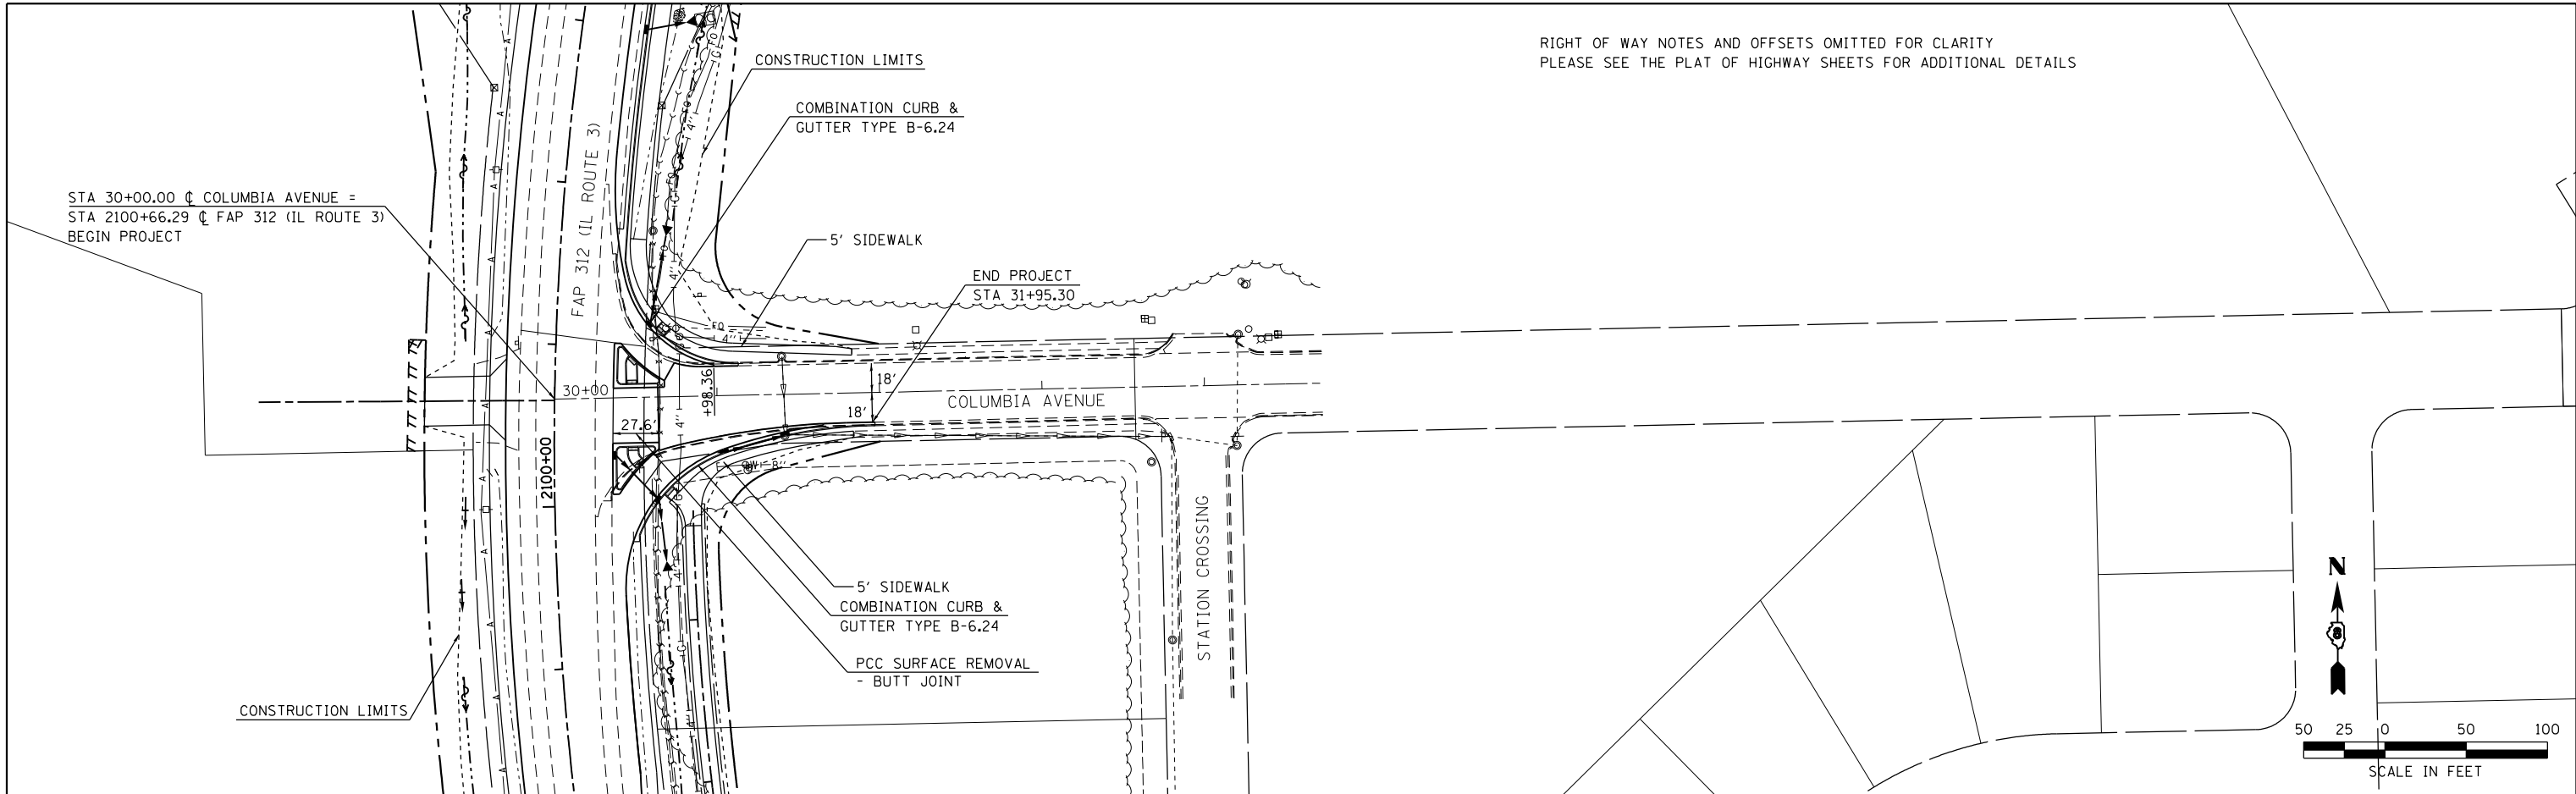 RIGHT OF WAY NOTES AND OFFSETS OMITTED FOR CLARITY
PLEASE SEE THE PLAT OF HIGHWAY SHEETS FOR ADDITIONAL DETAILS
CONSTRUCTION LIMITS
COMBINATION CURB &
GUTTER TYPE B-6.24
STA 30+00.00 ℄ COLUMBIA AVENUE =
STA 2100+66.29 ℄ FAP 312 (IL ROUTE 3)
BEGIN PROJECT
FAP 312 (IL ROUTE 3)
5' SIDEWALK
END PROJECT
STA 31+95.30
FO
4"
30+00
+98.36
18'
18'
COLUMBIA AVENUE
27.6'
2100+00
8"
STATION CROSSING
5' SIDEWALK
COMBINATION CURB &
GUTTER TYPE B-6.24
PCC SURFACE REMOVAL
- BUTT JOINT
CONSTRUCTION LIMITS
N
50 25 0 50 100
SCALE IN FEET